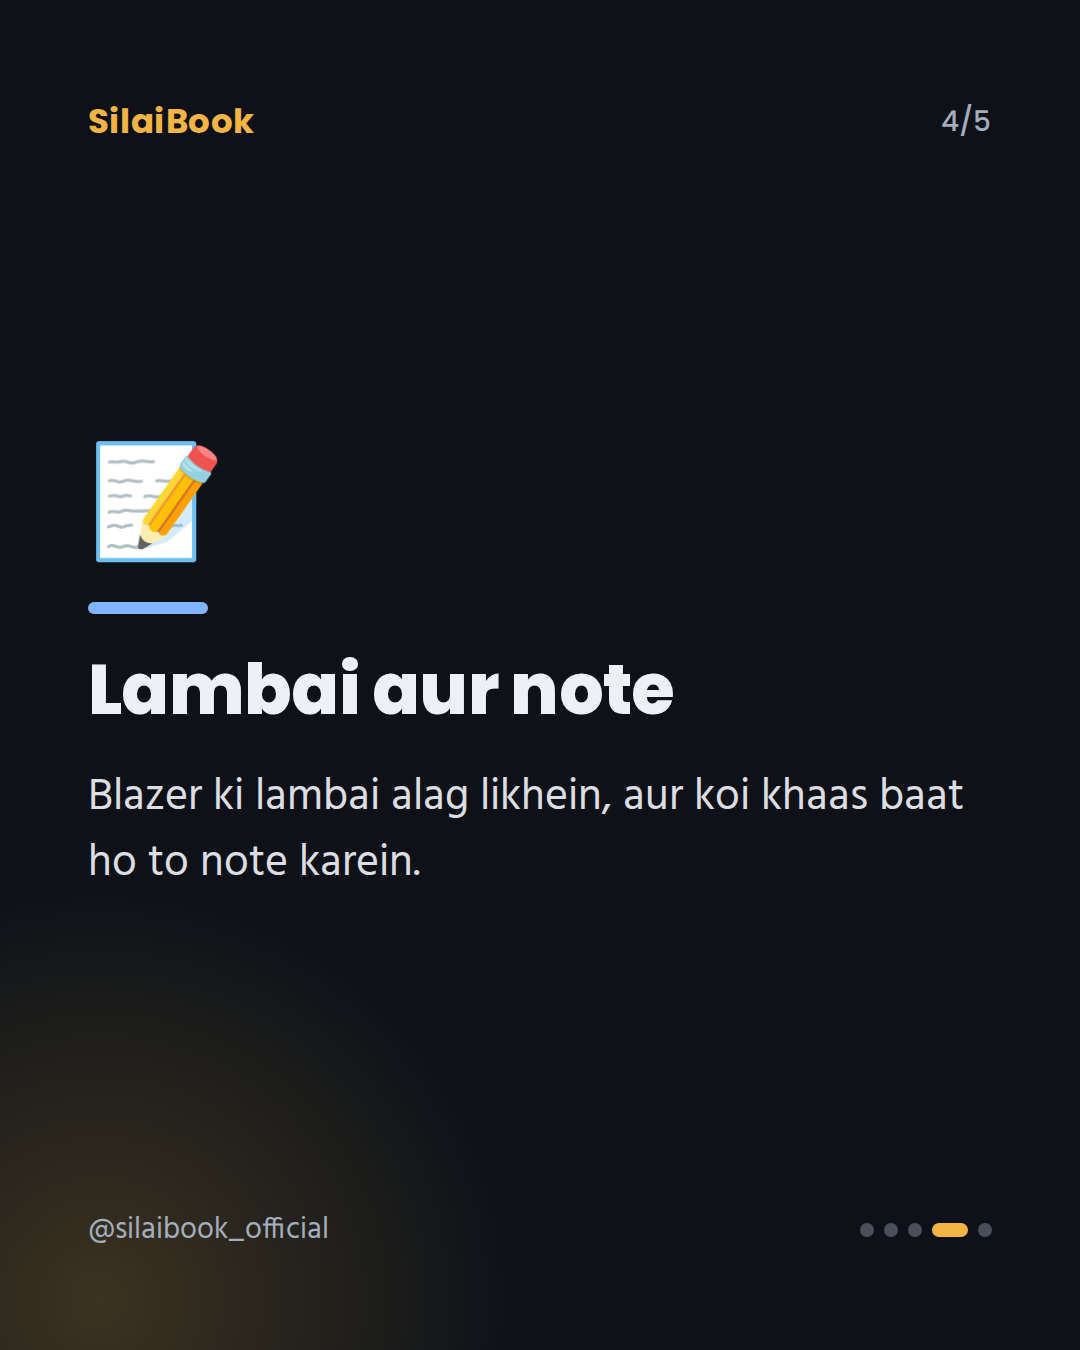 SilaiBook
4/5
Lambai aur note
Blazer ki lambai alag likhein, aur koi khaas baat
ho to note karein.
@silaibook_official